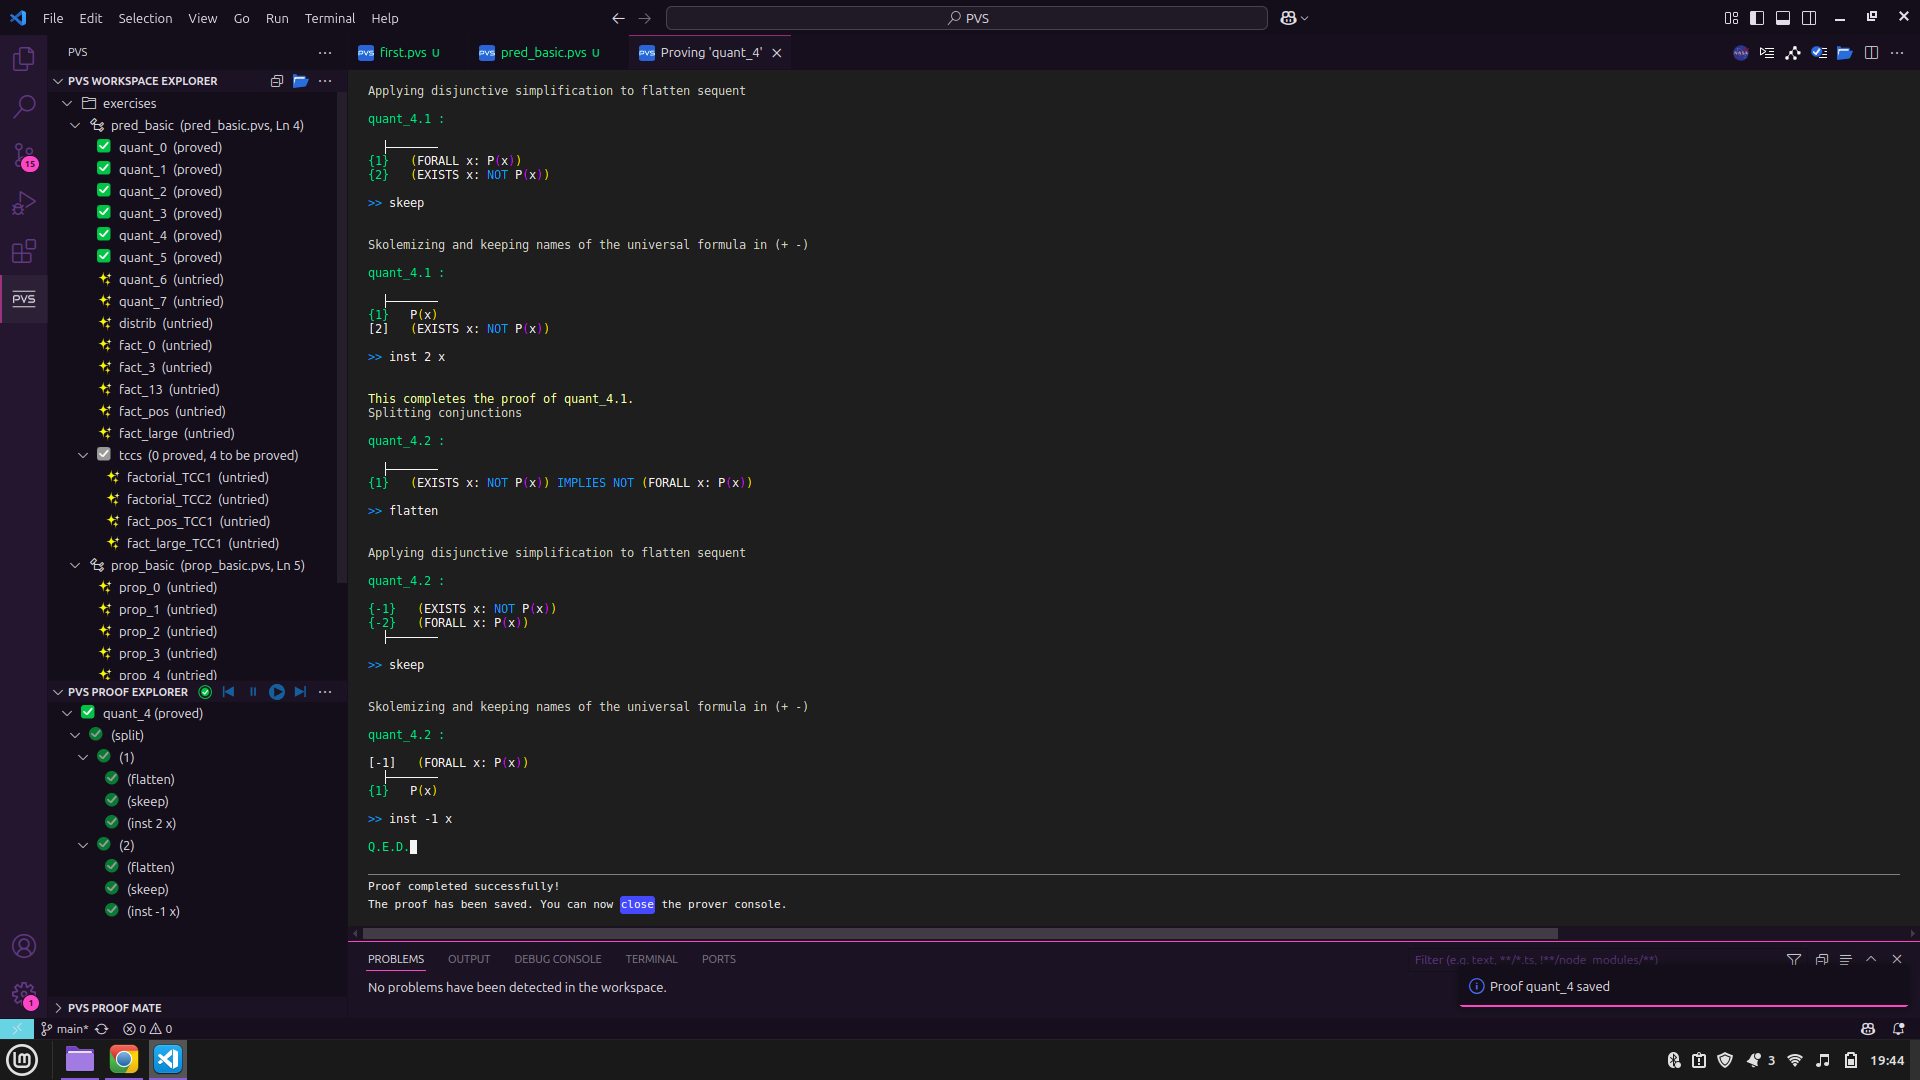 File Edit Selection View Go Run Terminal Help
PVS
PVS
PVS first.pvs U
PVS pred_basic.pvs U
PVS Proving 'quant_4'
PVS WORKSPACE EXPLORER
exercises
pred_basic (pred_basic.pvs, Ln 4)
quant_0 (proved)
quant_1 (proved)
quant_2 (proved)
quant_3 (proved)
quant_4 (proved)
quant_5 (proved)
quant_6 (untried)
quant_7 (untried)
distrib (untried)
fact_0 (untried)
fact_3 (untried)
fact_13 (untried)
fact_pos (untried)
fact_large (untried)
tccs (0 proved, 4 to be proved)
factorial_TCC1 (untried)
factorial_TCC2 (untried)
fact_pos_TCC1 (untried)
fact_large_TCC1 (untried)
prop_basic (prop_basic.pvs, Ln 5)
prop_0 (untried)
prop_1 (untried)
prop_2 (untried)
prop_3 (untried)
prop_4 (untried)
15
PVS
PVS PROOF EXPLORER
quant_4 (proved)
(split)
(1)
(flatten)
(skeep)
(inst 2 x)
(2)
(flatten)
(skeep)
(inst -1 x)
PVS PROOF MATE
1
Applying disjunctive simplification to flatten sequent
quant_4.1 :
{1} (FORALL x: P(x))
{2} (EXISTS x: NOT P(x))
>> skeep
Skolemizing and keeping names of the universal formula in (+ -)
quant_4.1 :
{1} P(x)
[2] (EXISTS x: NOT P(x))
>> inst 2 x
This completes the proof of quant_4.1.
Splitting conjunctions
quant_4.2 :
{1} (EXISTS x: NOT P(x)) IMPLIES NOT (FORALL x: P(x))
>> flatten
Applying disjunctive simplification to flatten sequent
quant_4.2 :
{-1} (EXISTS x: NOT P(x))
{-2} (FORALL x: P(x))
>> skeep
Skolemizing and keeping names of the universal formula in (+ -)
quant_4.2 :
[-1] (FORALL x: P(x))
{1} P(x)
>> inst -1 x
Q.E.D.
Proof completed successfully!
The proof has been saved. You can now close the prover console.
PROBLEMS OUTPUT DEBUG CONSOLE TERMINAL PORTS
Filter (e.g. text, **/*.ts, !**/node_modules/**)
No problems have been detected in the workspace.
Proof quant_4 saved
main* 0 0
3 19:44